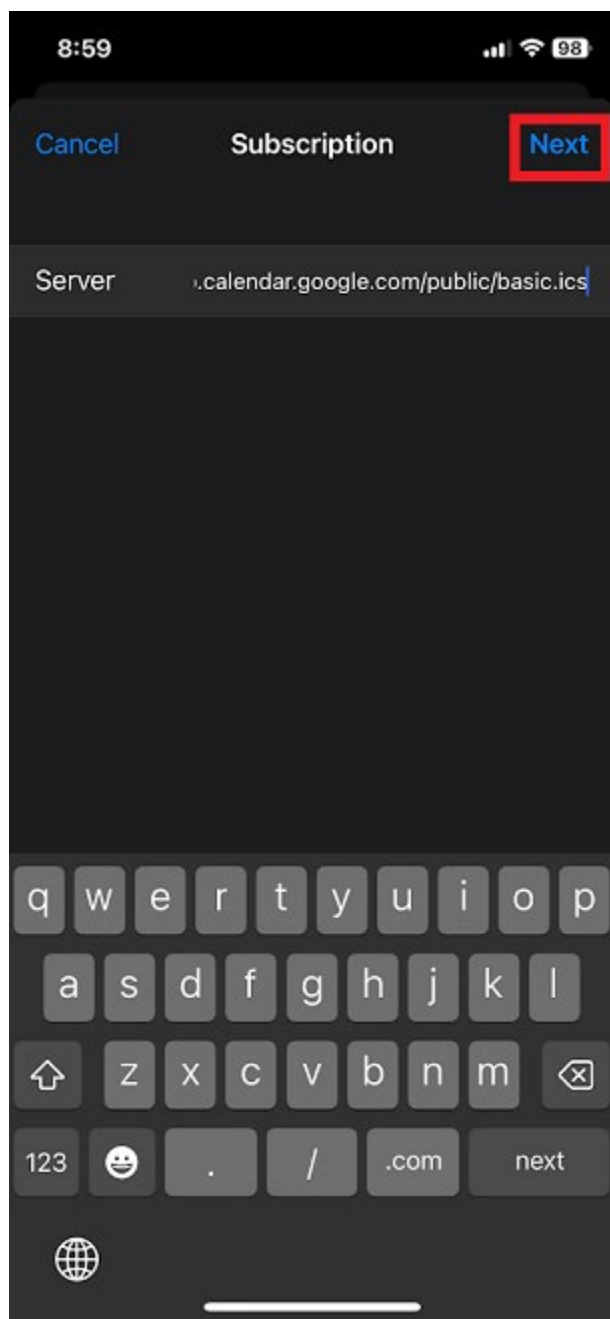 8:59 98
Cancel Subscription Next
Server .calendar.google.com/public/basic.ics
q w e r t y u i o p
a s d f g h j k l
z x c v b n m
123 . / .com next